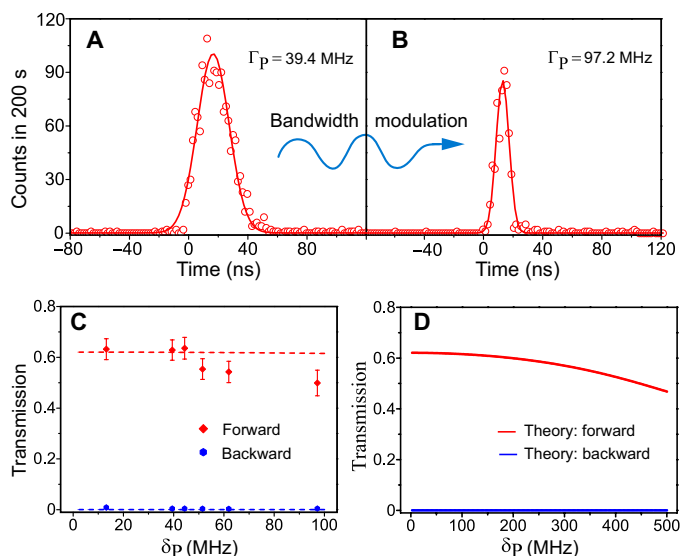 A
ΓP = 39.4 MHz
B
ΓP = 97.2 MHz
Bandwidth modulation
Counts in 200 s
120
90
60
30
0
−80
−40
0
40
80
−40
0
40
80
120
Time (ns)
Time (ns)
C
Transmission
0.8
0.6
0.4
0.2
0
Forward
Backward
0
20
40
60
80
100
δP (MHz)
D
Transmission
0.8
0.6
0.4
0.2
0
Theory: forward
Theory: backward
0
100
200
300
400
500
δP (MHz)